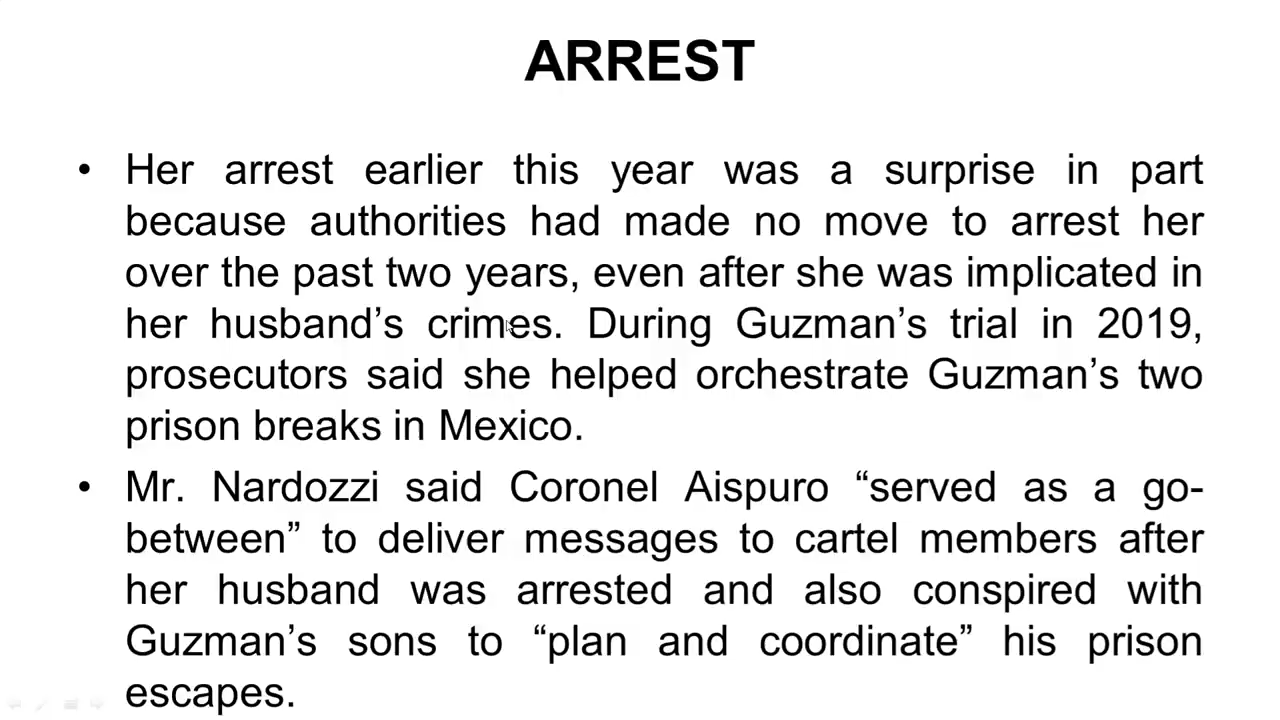 ARREST
• Her arrest earlier this year was a surprise in part
because authorities had made no move to arrest her
over the past two years, even after she was implicated in
her husband’s crimes. During Guzman’s trial in 2019,
prosecutors said she helped orchestrate Guzman’s two
prison breaks in Mexico.
• Mr. Nardozzi said Coronel Aispuro “served as a go-
between” to deliver messages to cartel members after
her husband was arrested and also conspired with
Guzman’s sons to “plan and coordinate” his prison
escapes.